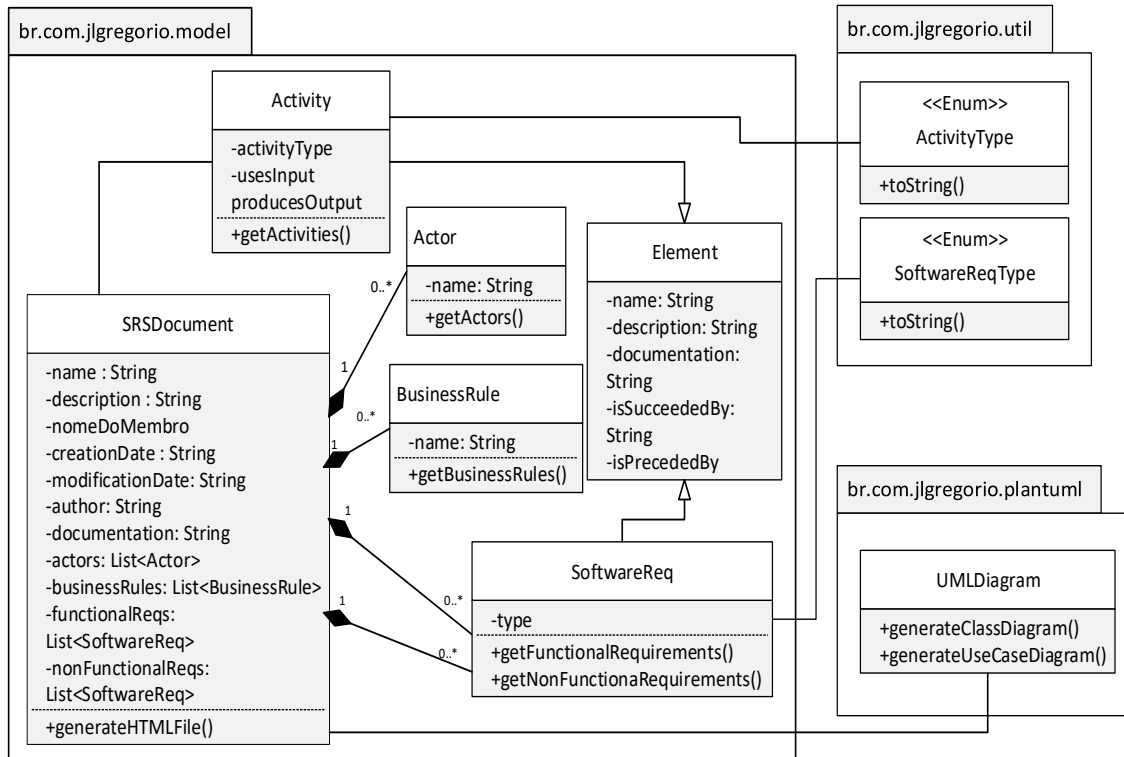 br.com.jlgregorio.model
br.com.jlgregorio.util
Activity
-activityType
-usesInput
producesOutput
+getActivities()
<<Enum>>
ActivityType
+toString()
<<Enum>>
SoftwareReqType
+toString()
Actor
-name: String
+getActors()
Element
-name: String
-description: String
-documentation:
String
-isSucceededBy:
String
-isPrecededBy
SRSDocument
-name : String
-description : String
-nomeDoMembro
-creationDate : String
-modificationDate: String
-author: String
-documentation: String
-actors: List<Actor>
-businessRules: List<BusinessRule>
-functionalReqs:
List<SoftwareReq>
-nonFunctionalReqs:
List<SoftwareReq>
+generateHTMLFile()
0..*
1
BusinessRule
-name: String
+getBusinessRules()
0..*
1
1
0..*
1
0..*
SoftwareReq
-type
+getFunctionalRequirements()
+getNonFunctionaRequirements()
br.com.jlgregorio.plantuml
UMLDiagram
+generateClassDiagram()
+generateUseCaseDiagram()